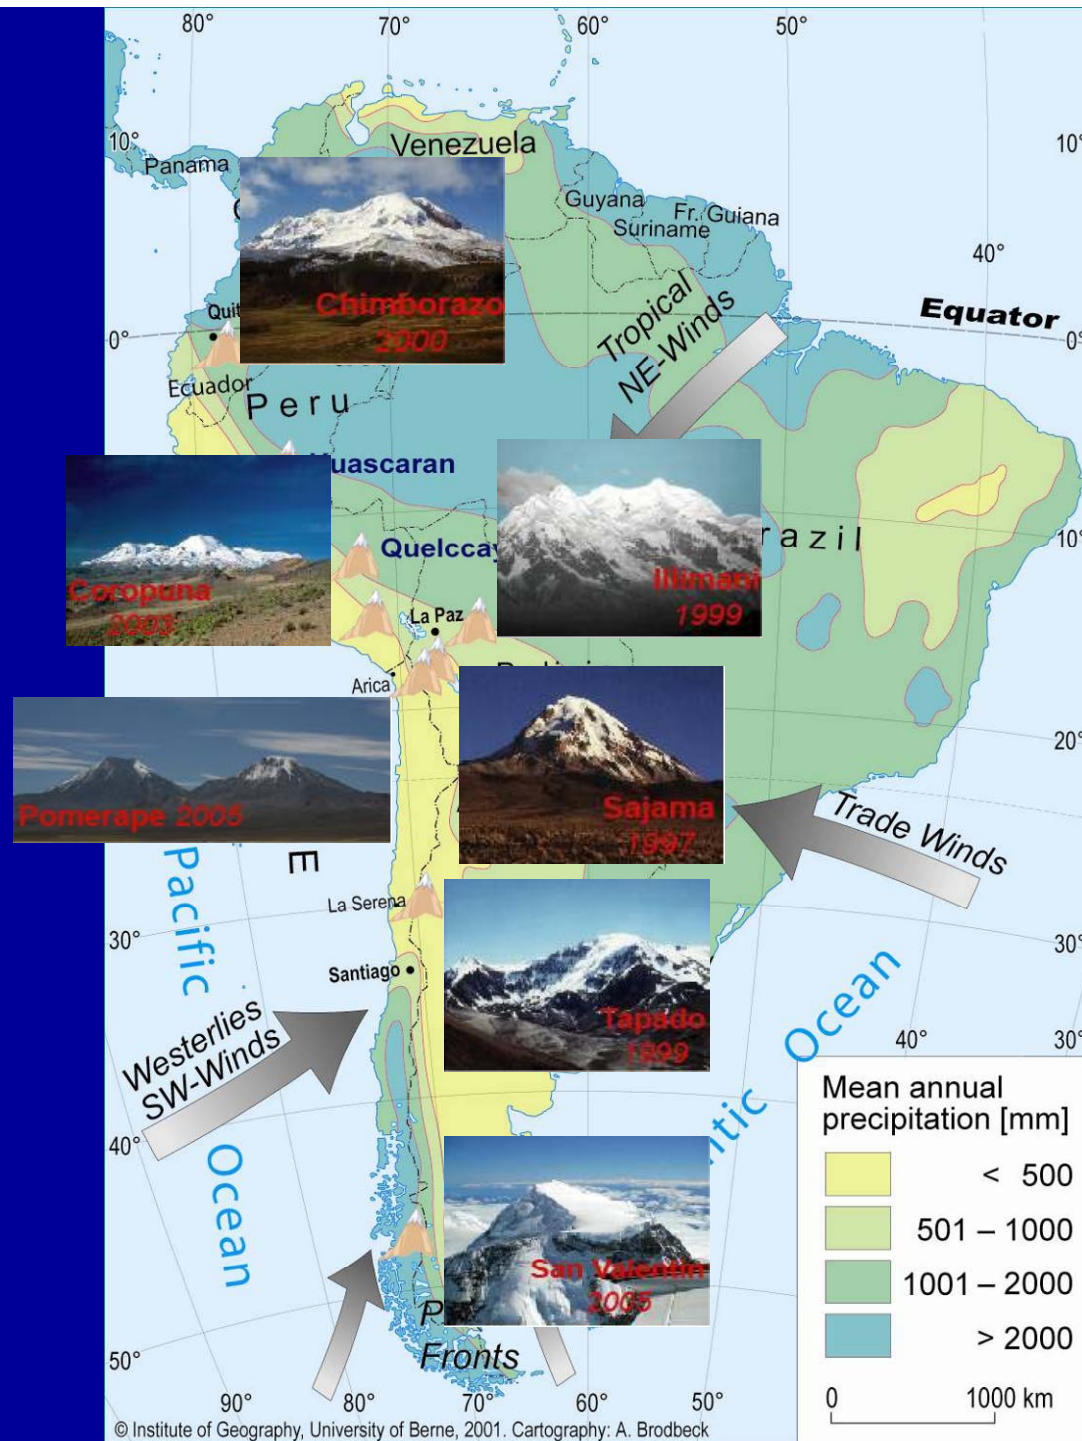 80°
70°
60°
50°
10°
Venezuela
10°
Panama
Guyana
Fr. Guiana
Suriname
40°
Chimborazo
2000
Tropical
NE-Winds
Equator
0°
0°
Ecuador
Peru
Coropuna
2003
Illimani
1999
10°
La Paz
Arica
Pomerape 2005
Sajama
1997
20°
Trade Winds
Pacific
E
La Serena
30°
30°
Santiago
Tapado
1999
Westerlies
SW-Winds
Ocean
40°
30°
40°
Ocean
San Valentin
2005
Fronts
50°
90°
80°
70°
60°
50°
Mean annual
precipitation [mm]
< 500
501 – 1000
1001 – 2000
> 2000
0 1000 km
© Institute of Geography, University of Berne, 2001. Cartography: A. Brodbeck